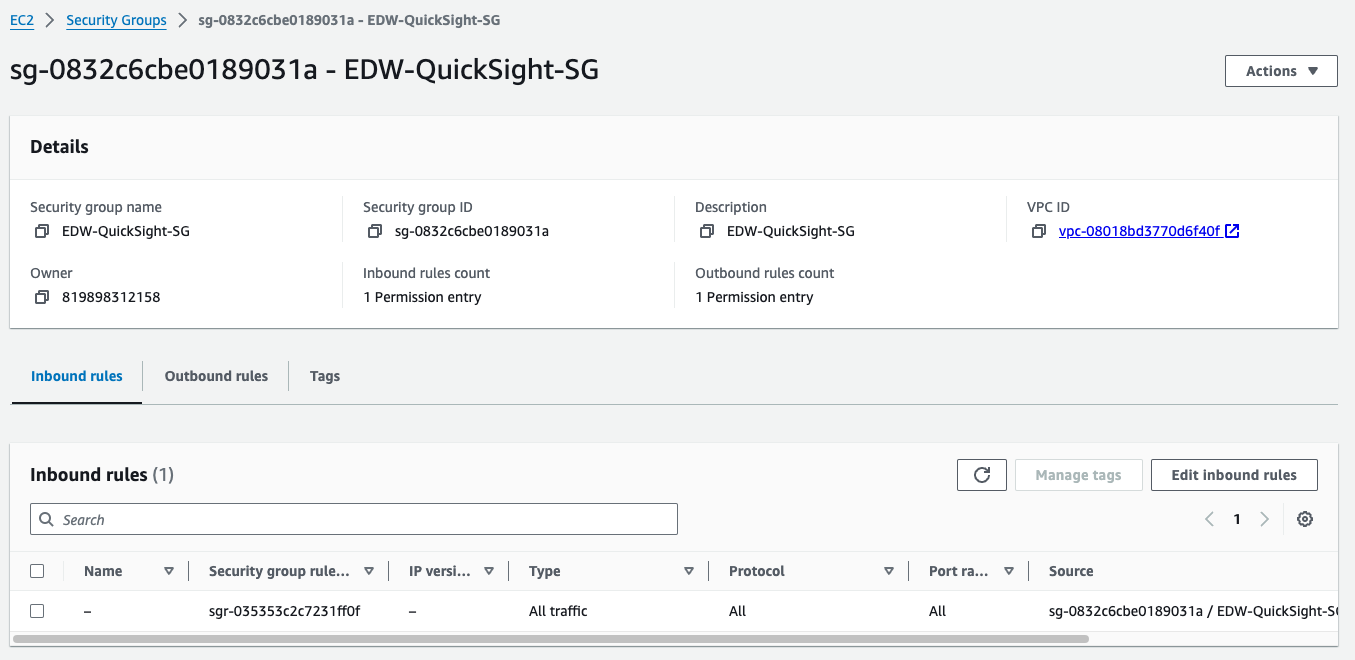 EC2 > Security Groups > sg-0832c6cbe0189031a - EDW-QuickSight-SG
sg-0832c6cbe0189031a - EDW-QuickSight-SG
Actions
Details
Security group name
EDW-QuickSight-SG
Security group ID
sg-0832c6cbe0189031a
Description
EDW-QuickSight-SG
VPC ID
vpc-08018bd3770d6f40f
Owner
819898312158
Inbound rules count
1 Permission entry
Outbound rules count
1 Permission entry
Inbound rules Outbound rules Tags
Inbound rules (1)
Manage tags Edit inbound rules
Search
1
Name Security group rule... IP versi... Type Protocol Port ra... Source
– sgr-035353c2c7231ff0f – All traffic All All sg-0832c6cbe0189031a / EDW-QuickSight-S